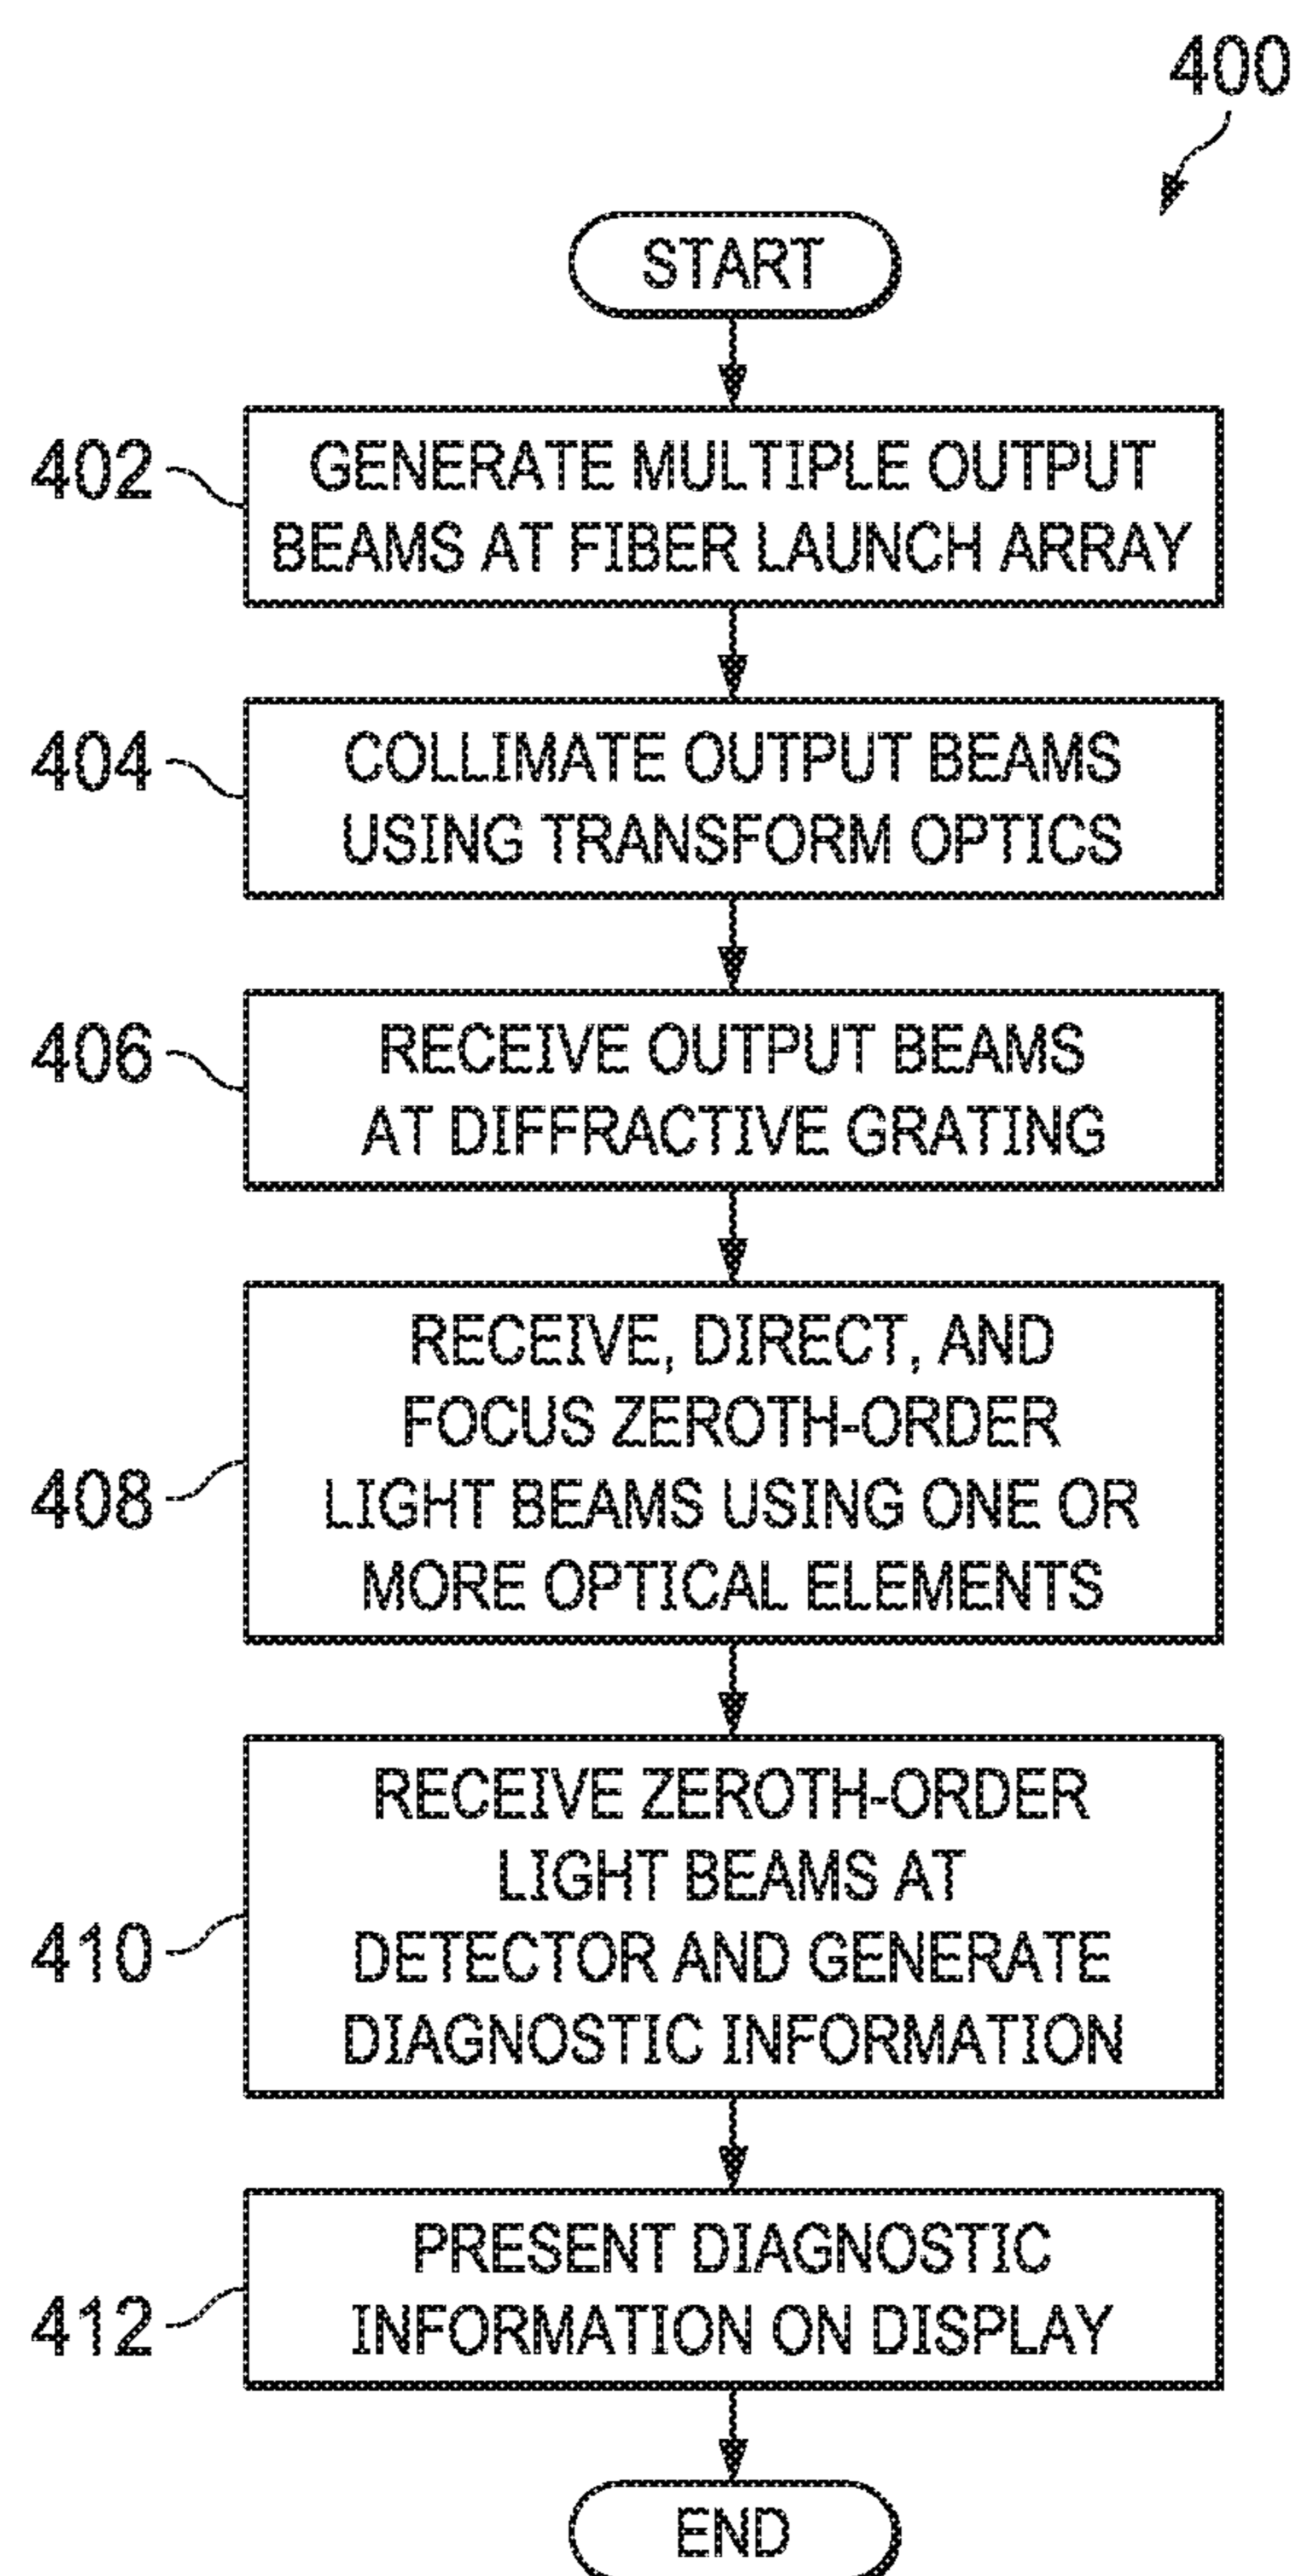 400
START
402
GENERATE MULTIPLE OUTPUT
BEAMS AT FIBER LAUNCH ARRAY
404
COLLIMATE OUTPUT BEAMS
USING TRANSFORM OPTICS
406
RECEIVE OUTPUT BEAMS
AT DIFFRACTIVE GRATING
408
RECEIVE, DIRECT, AND
FOCUS ZEROTH-ORDER
LIGHT BEAMS USING ONE OR
MORE OPTICAL ELEMENTS
410
RECEIVE ZEROTH-ORDER
LIGHT BEAMS AT
DETECTOR AND GENERATE
DIAGNOSTIC INFORMATION
412
PRESENT DIAGNOSTIC
INFORMATION ON DISPLAY
END